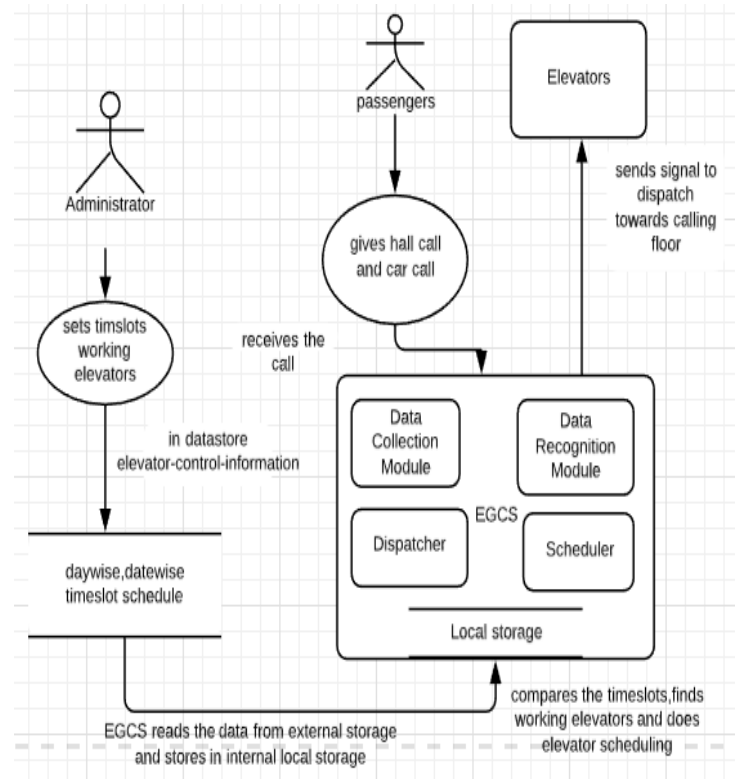 passengers
Elevators
Administrator
sends signal to
dispatch
towards calling
floor
gives hall call
and car call
sets timslots
working
elevators
receives the
call
in datastore
elevator-control-information
Data
Collection
Module
Data
Recognition
Module
EGCS
Dispatcher
Scheduler
Local storage
daywise,datewise
timeslot schedule
EGCS reads the data from external storage
and stores in internal local storage
compares the timeslots,finds
working elevators and does
elevator scheduling